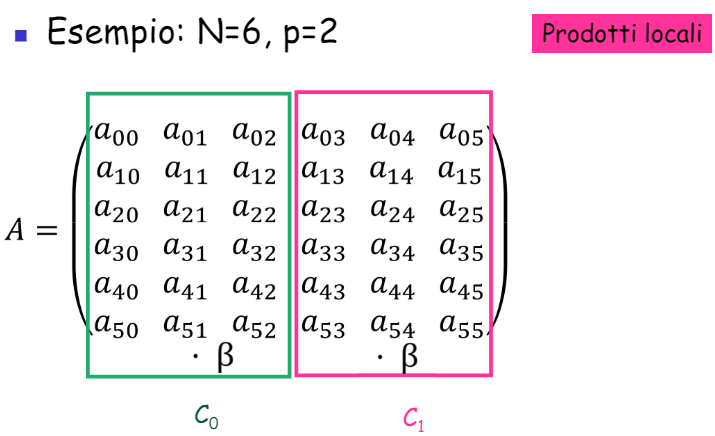 ▪ Esempio: N=6, p=2
Prodotti locali
a₀₀ a₀₁ a₀₂ a₀₃ a₀₄ a₀₅
a₁₀ a₁₁ a₁₂ a₁₃ a₁₄ a₁₅
a₂₀ a₂₁ a₂₂ a₂₃ a₂₄ a₂₅
A =
a₃₀ a₃₁ a₃₂ a₃₃ a₃₄ a₃₅
a₄₀ a₄₁ a₄₂ a₄₃ a₄₄ a₄₅
a₅₀ a₅₁ a₅₂ a₅₃ a₅₄ a₅₅
· β · β
C₀ C₁